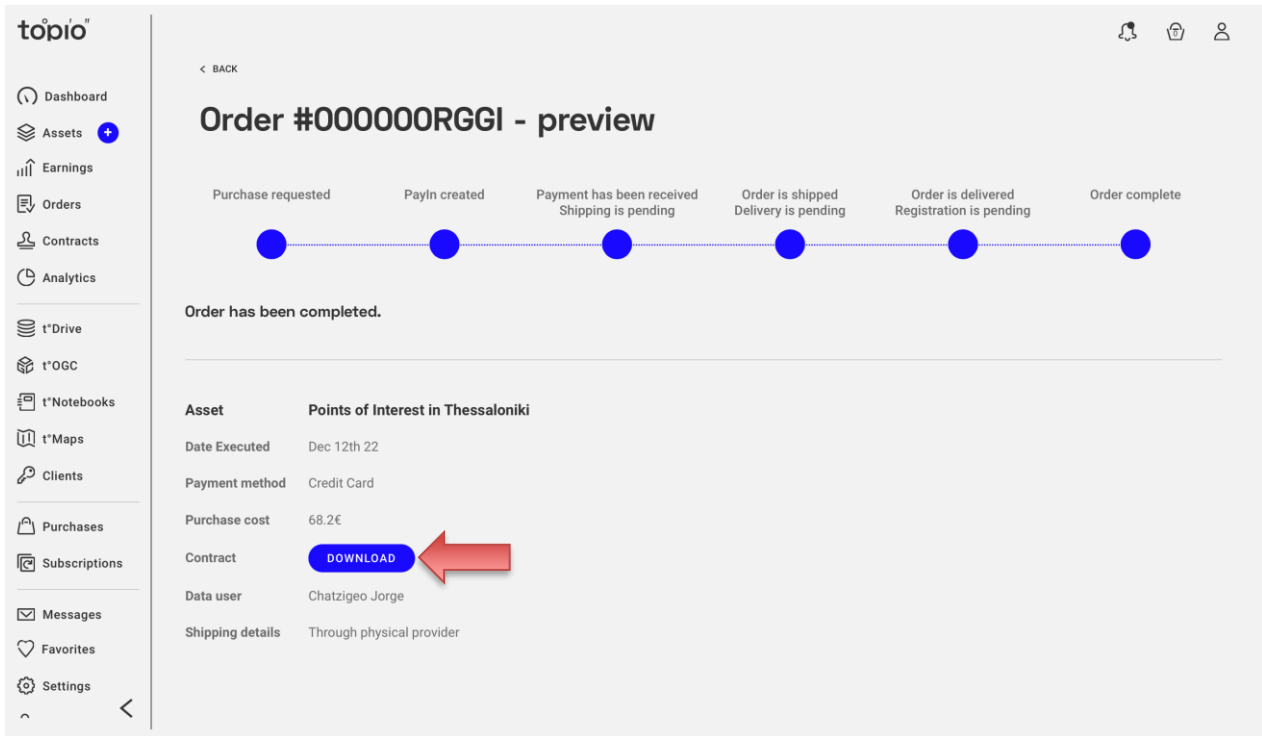 topio
< BACK
Order #000000RGGI - preview
Dashboard
Assets +
Earnings
Orders
Contracts
Analytics
t°Drive
t°OGC
t°Notebooks
t°Maps
Clients
Purchases
Subscriptions
Messages
Favorites
Settings
0
Purchase requested
PayIn created
Payment has been received
Shipping is pending
Order is shipped
Delivery is pending
Order is delivered
Registration is pending
Order complete
Order has been completed.
Asset Points of Interest in Thessaloniki
Date Executed Dec 12th 22
Payment method Credit Card
Purchase cost 68.2€
Contract DOWNLOAD
Data user Chatzigeo Jorge
Shipping details Through physical provider